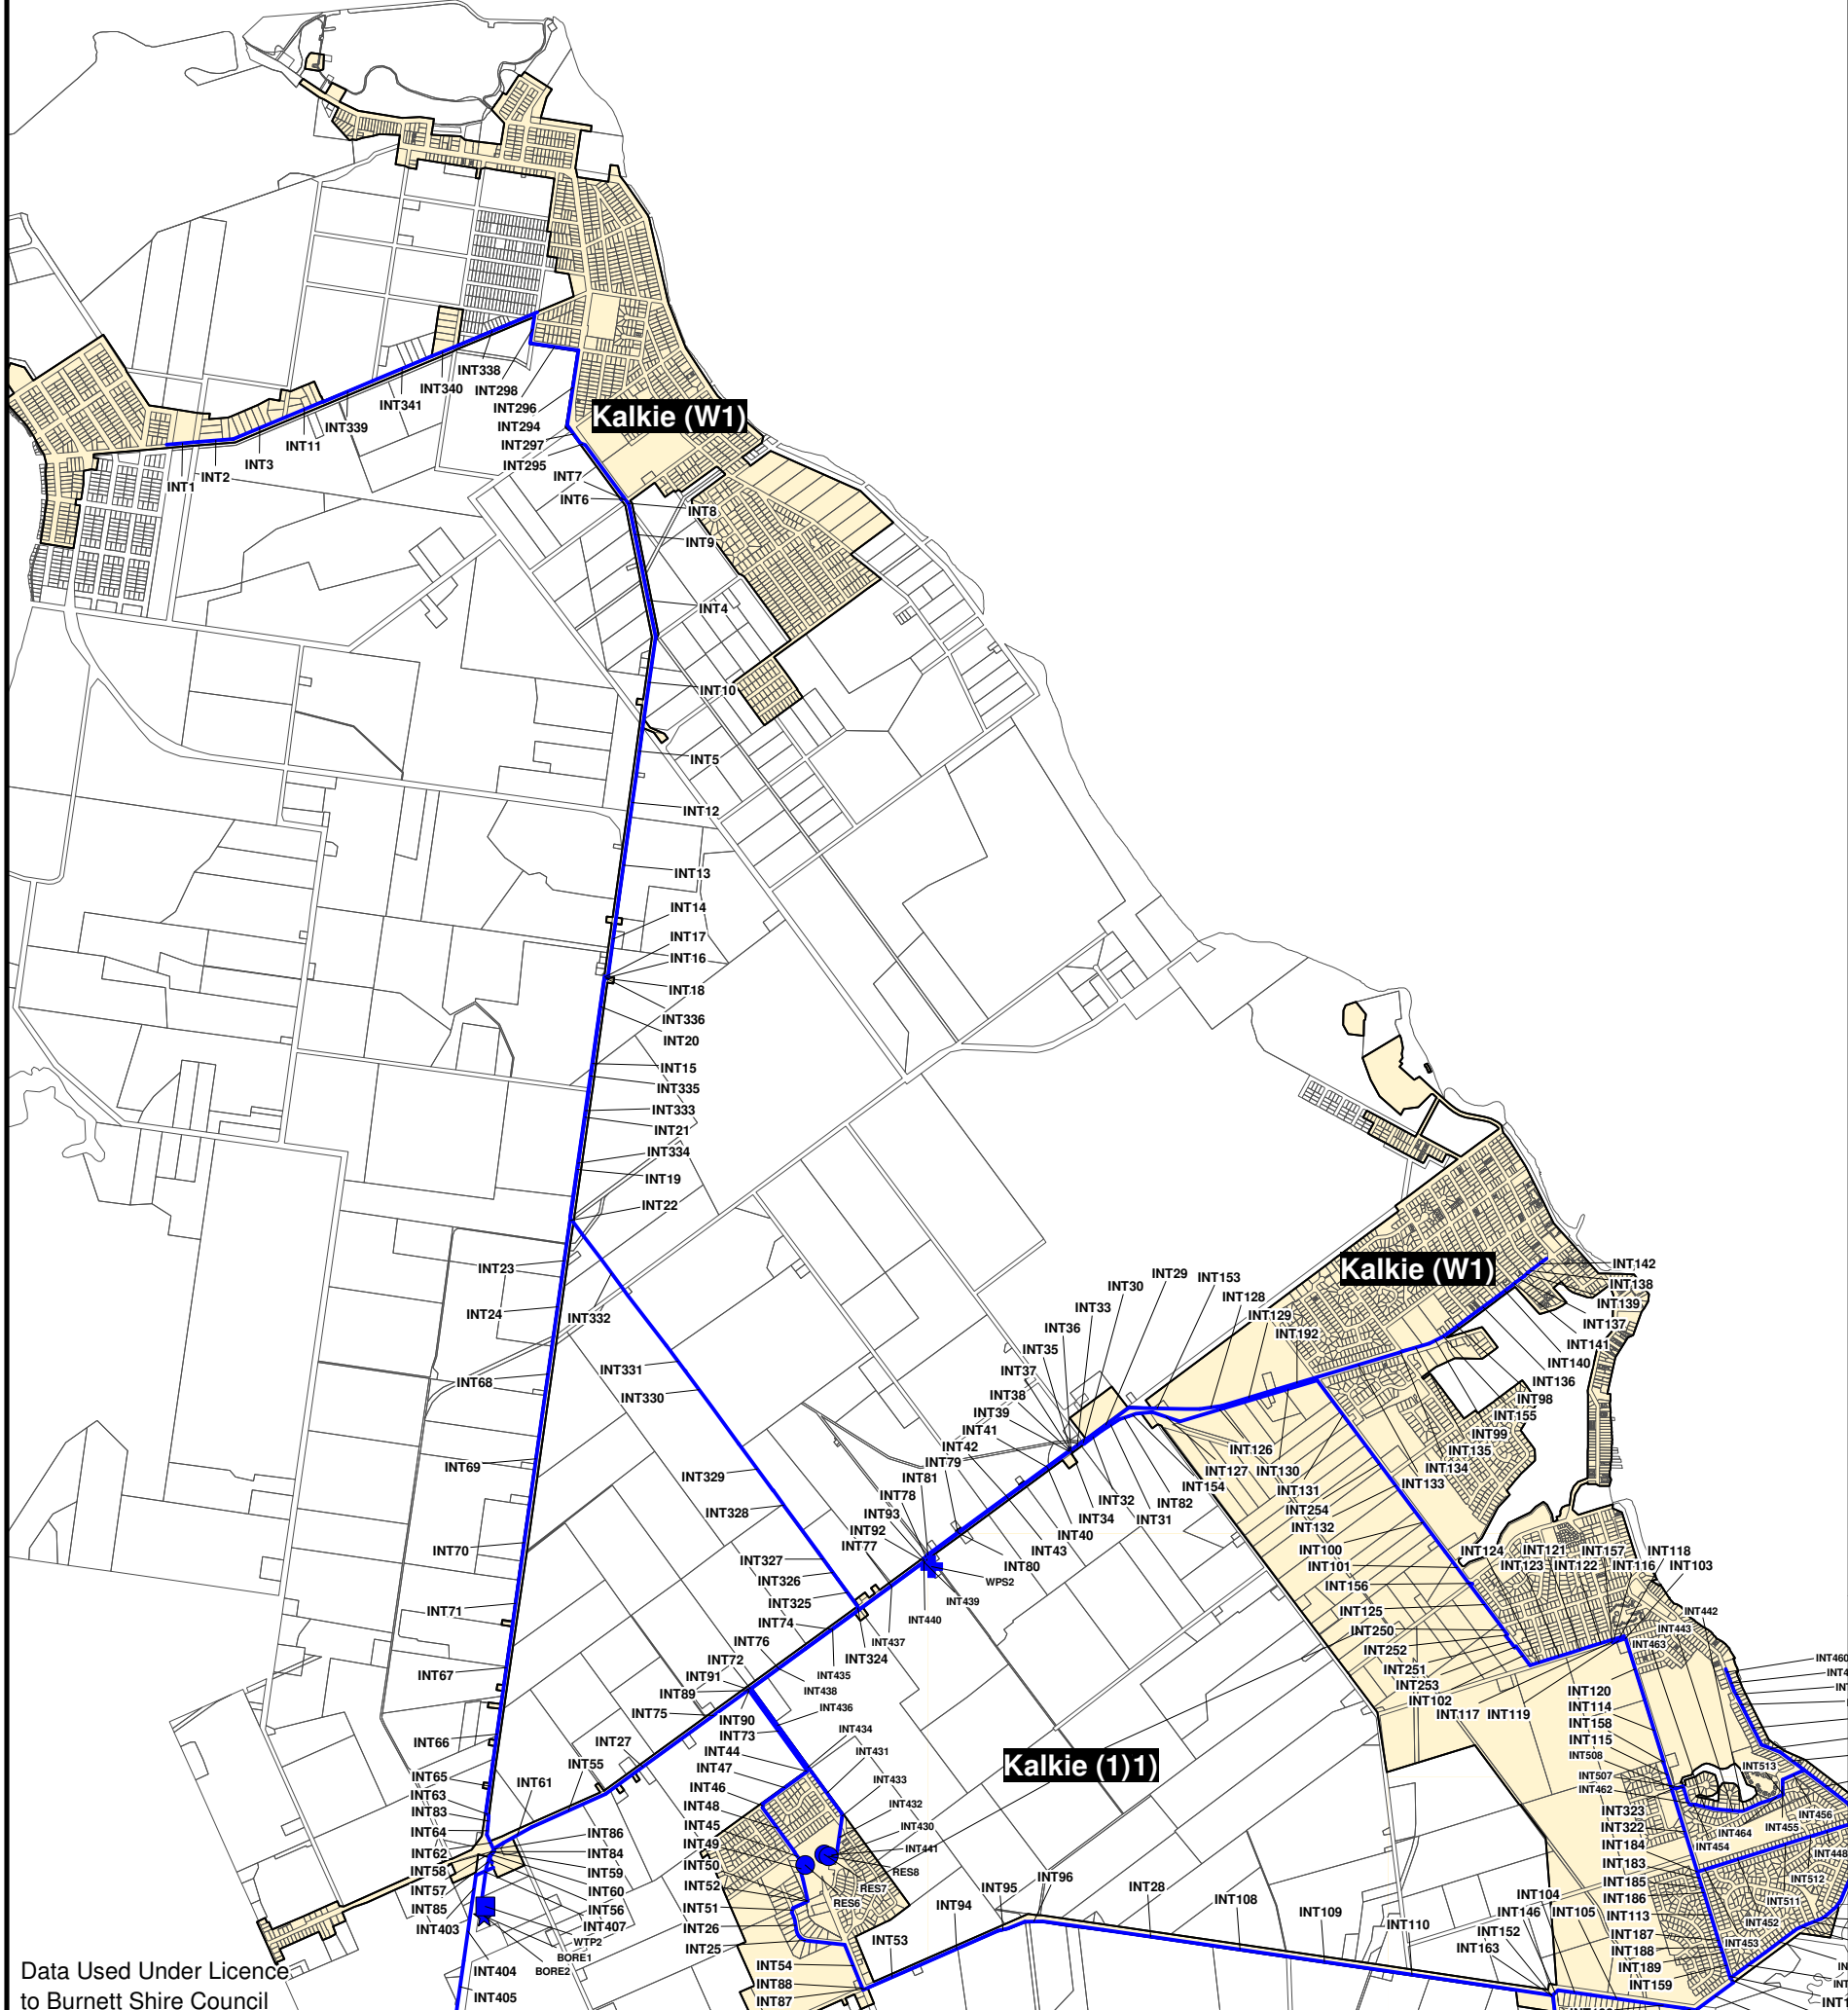 INT338
INT340
INT298
INT341
INT296
INT339
INT294
INT11
INT297
INT3
INT295
INT2
INT7
INT1
INT6
Kalkie (W1)
INT8
INT9
INT4
INT10
INT5
INT12
INT13
INT14
INT17
INT16
INT18
INT336
INT20
INT15
INT335
INT333
INT21
INT334
INT19
INT22
INT23
INT24
INT332
INT331
INT68
INT330
INT69
INT329
INT328
INT70
INT327
INT326
INT71
INT325
INT74
INT76
INT67
INT72
INT91
INT89
INT75
INT90
INT73
INT66
INT27
INT44
INT55
INT47
INT65
INT61
INT46
INT63
INT48
INT83
INT45
INT64
INT86
INT49
INT62
INT84
INT50
INT58
INT59
INT52
INT57
INT60
INT51
INT85
INT56
INT26
INT403
INT407
INT25
WTP2
BORE1
BORE2
INT404
INT405
INT54
INT88
INT87
INT53
INT94
INT95
INT96
INT28
INT108
INT109
INT110
INT29
INT153
INT30
INT128
INT33
INT129
INT36
INT192
INT35
INT37
INT38
INT39
INT41
INT42
INT79
INT81
INT78
INT93
INT92
INT77
INT32
INT34
INT40
INT43
INT80
INT31
INT82
INT154
WPS2
INT439
INT440
INT437
INT324
INT435
INT438
INT436
INT434
INT431
INT433
INT432
INT430
INT441
RES8
RES7
RES6
Kalkie (1)1)
Kalkie (W1)
INT142
INT138
INT139
INT137
INT141
INT140
INT136
INT98
INT155
INT99
INT135
INT134
INT133
INT126
INT127
INT130
INT131
INT254
INT132
INT100
INT101
INT156
INT125
INT250
INT252
INT251
INT253
INT102
INT117
INT119
INT124
INT121
INT157
INT118
INT123
INT122
INT116
INT103
INT442
INT443
INT463
INT460
INT120
INT114
INT158
INT115
INT508
INT507
INT462
INT513
INT323
INT456
INT322
INT455
INT184
INT464
INT454
INT448
INT183
INT185
INT512
INT186
INT511
INT113
INT452
INT187
INT453
INT188
INT189
INT159
INT104
INT146
INT105
INT152
INT163
Data Used Under Licence
to Burnett Shire Council